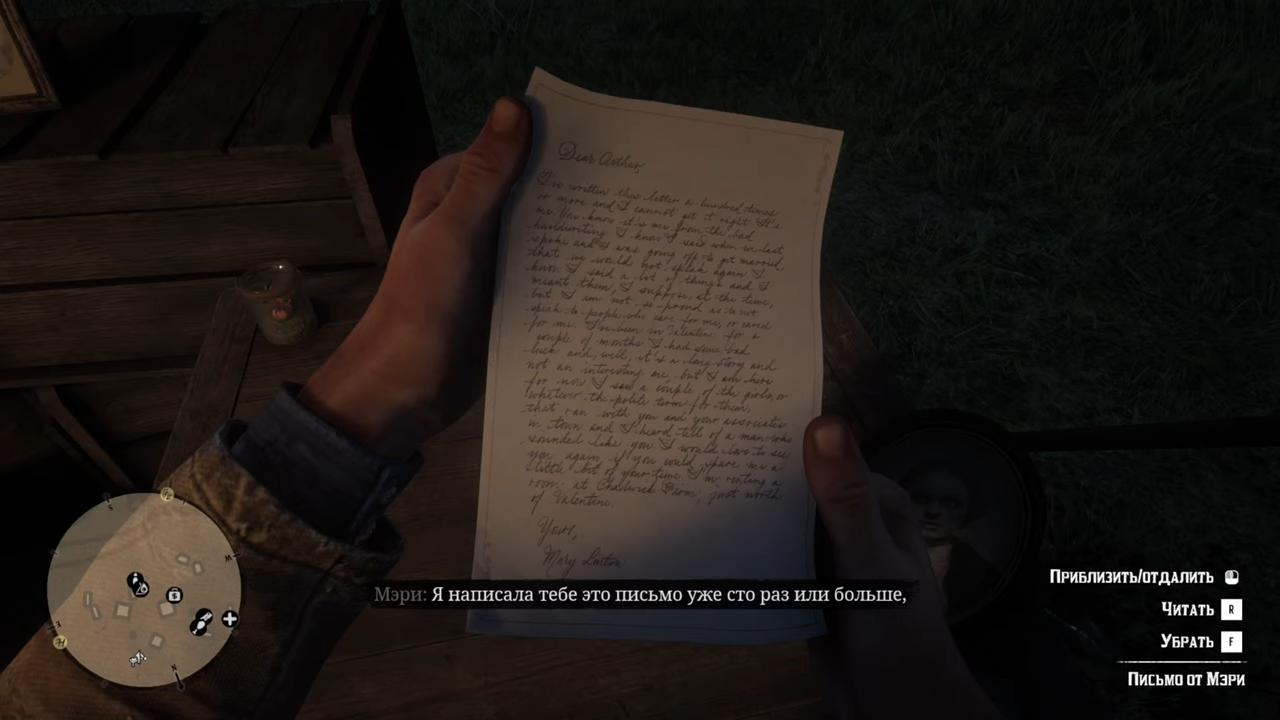 Dear Arthur,
I've written this letter a hundred times
or more and I cannot get it right It's
me. You know it is me from the bad
handwriting I know I said when we last
spoke and I was going off to get married,
that we would not speak again I
know I said a lot of things and I
meant them, I suppose, at the time,
but I am not so proud as to not
speak to people who care for me, or cared
for me. I've been in Valentine for a
couple of months I had some bad
luck and, well, it's a long story and
not an interesting one, but I am here
for now I saw a couple of the girls, or
whatever the polite term for them,
that ran with you and your associates
in town and I heard tell of a man who
sounded like you I would love to see
you again if you could spare me a
little bit of your time. I'm renting a
room, at Chadwick Farm, just north
of Valentine.
Yours,
Mary Linton
Мэри: Я написала тебе это письмо уже сто раз или больше,
Приблизить/отдалить
Читать R
Убрать F
Письмо от Мэри